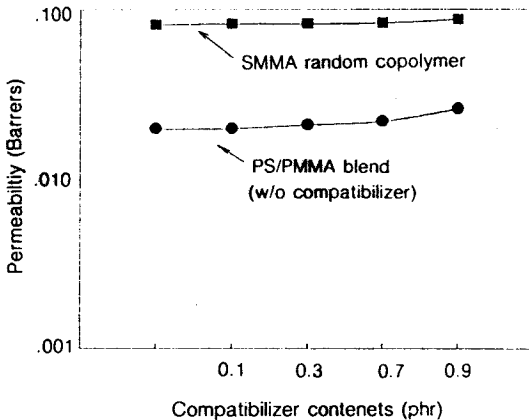 .100
SMMA random copolymer
PS/PMMA blend
(w/o compatibilizer)
.010
.001
Permeabiltiy (Barrers)
0.1 0.3 0.7 0.9
Compatibilizer contenets (phr)